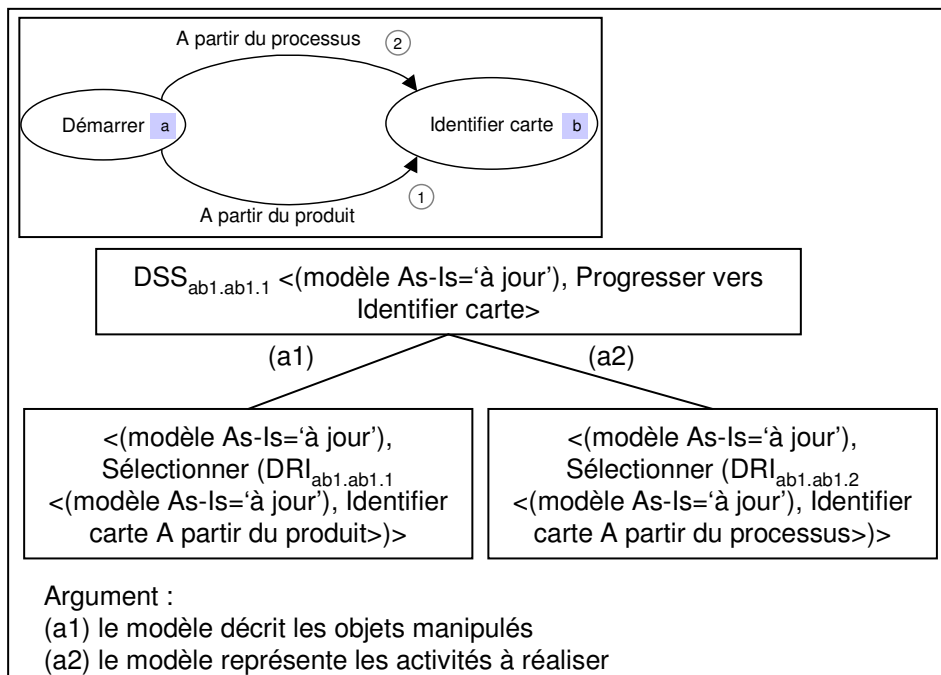 A partir du processus 2
Démarrer a
Identifier carte b
1
A partir du produit
DSSab1.ab1.1 <(modèle As-Is=‘à jour’), Progresser vers
Identifier carte>
(a1)
(a2)
<(modèle As-Is=‘à jour’),
Sélectionner (DRIab1.ab1.1
<(modèle As-Is=‘à jour’), Identifier
carte A partir du produit>)>
<(modèle As-Is=‘à jour’),
Sélectionner (DRIab1.ab1.2
<(modèle As-Is=‘à jour’), Identifier
carte A partir du processus>)>
Argument :
(a1) le modèle décrit les objets manipulés
(a2) le modèle représente les activités à réaliser